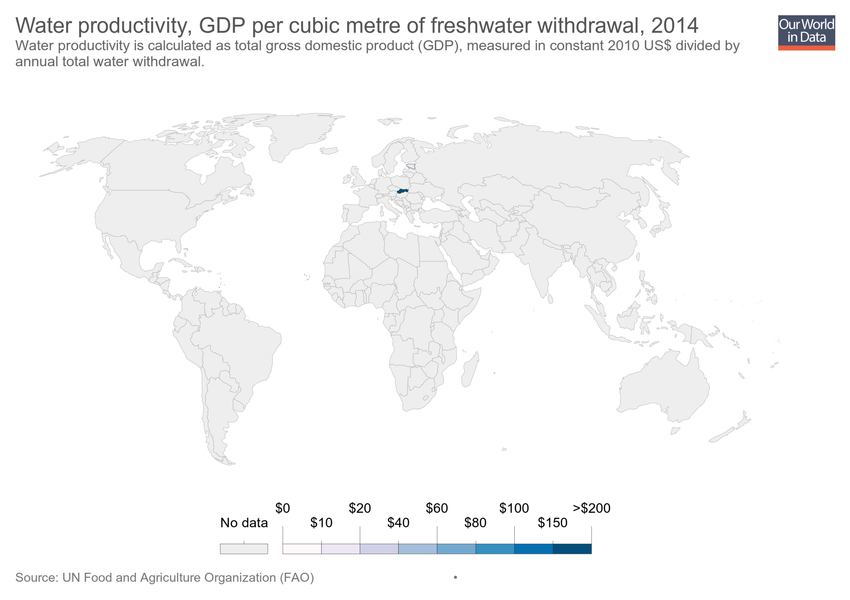 Water productivity, GDP per cubic metre of freshwater withdrawal, 2014
Our World
in Data
Water productivity is calculated as total gross domestic product (GDP), measured in constant 2010 US$ divided by
annual total water withdrawal.
$0 $20 $60 $100 >$200
No data $10 $40 $80 $150
Source: UN Food and Agriculture Organization (FAO) •